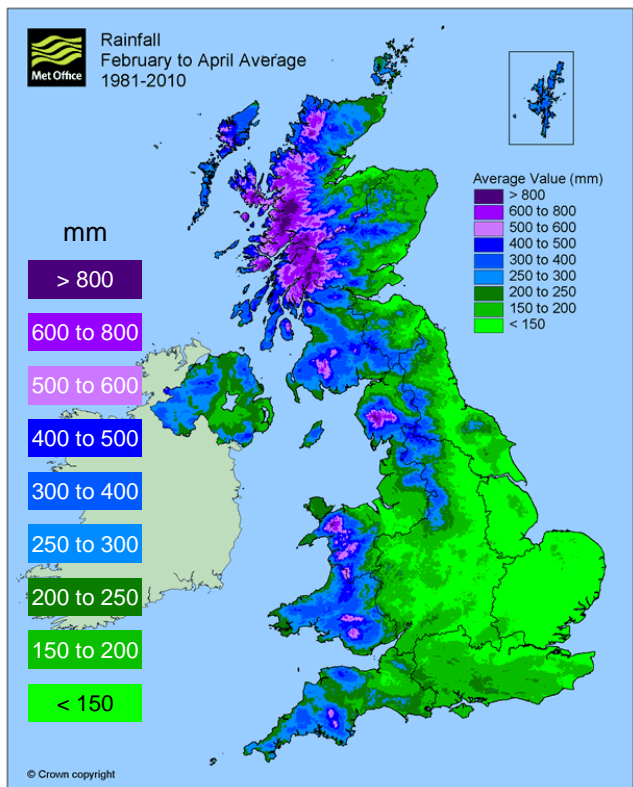 Met Office
Rainfall
February to April Average
1981-2010
Average Value (mm)
> 800
600 to 800
500 to 600
400 to 500
300 to 400
250 to 300
200 to 250
150 to 200
< 150
mm
> 800
600 to 800
500 to 600
400 to 500
300 to 400
250 to 300
200 to 250
150 to 200
< 150
© Crown copyright